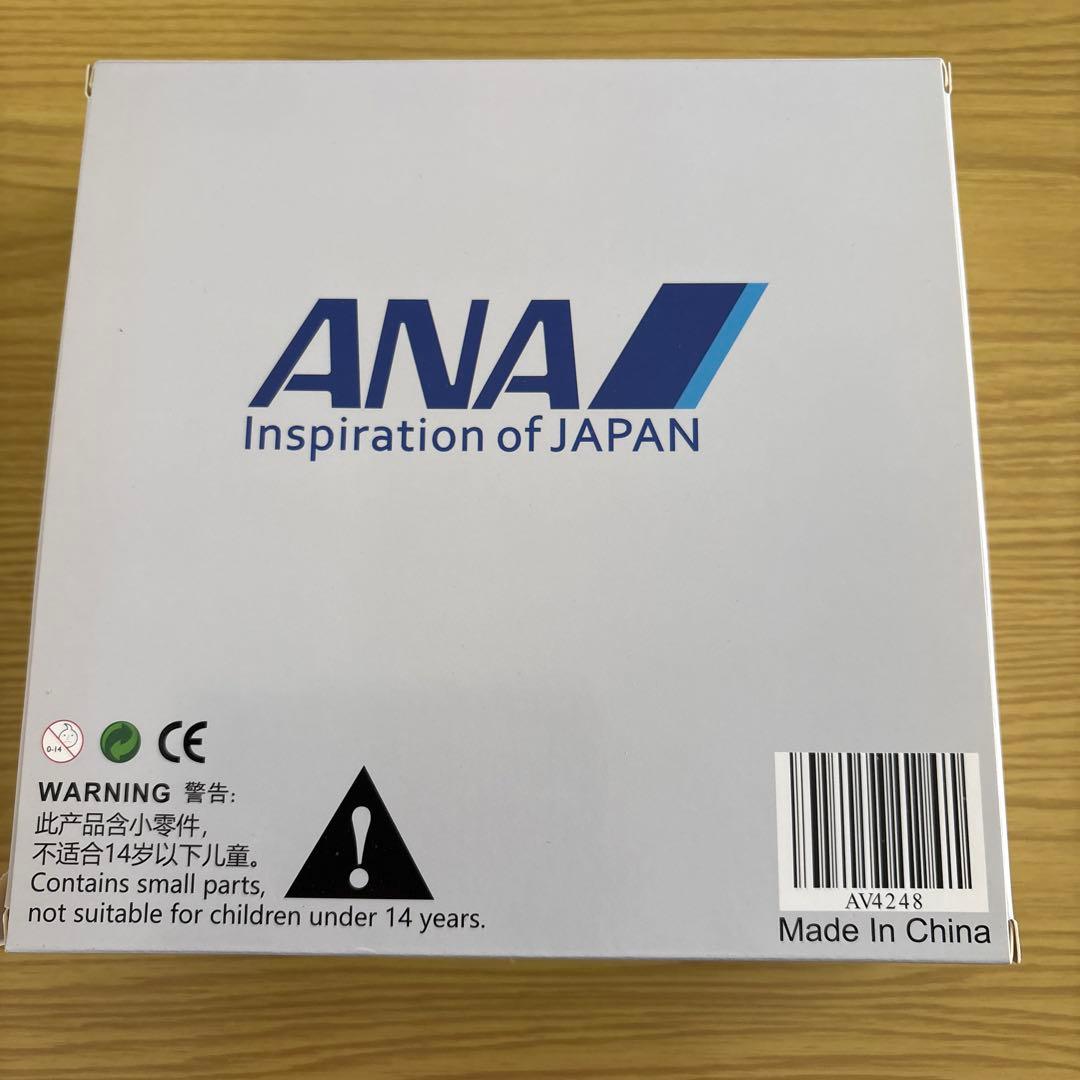 ANA
Inspiration of JAPAN
0-14
CE
WARNING 警告:
此产品含小零件,
不适合14岁以下儿童。
Contains small parts,
not suitable for children under 14 years.
!
AV4248
Made In China